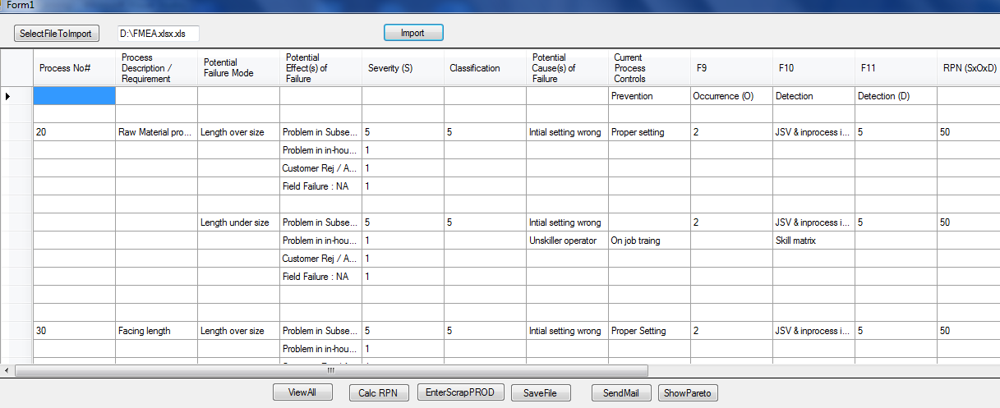 Form1
SelectFileToImport D:\FMEA.xlsx.xls Import
Process No# Process Description / Requirement Potential Failure Mode Potential Effect(s) of Failure Severity (S) Classification Potential Cause(s) of Failure Current Process Controls F9 F10 F11 RPN (SxOxD)
Prevention Occurrence (O) Detection Detection (D)
20 Raw Material pro... Length over size Problem in Subse... 5 5 Intial setting wrong Proper setting 2 JSV & inprocess i... 5 50
Problem in in-hou... 1
Customer Rej / A... 1
Field Failure : NA 1
Length under size Problem in Subse... 5 5 Intial setting wrong 2 JSV & inprocess i... 5 50
Problem in in-hou... 1 Unskiller operator On job traing Skill matrix
Customer Rej / A... 1
Field Failure : NA 1
30 Facing length Length over size Problem in Subse... 5 5 Intial setting wrong Proper Setting 2 JSV & inprocess i... 5 50
Problem in in-hou... 1
ViewAll Calc RPN EnterScrapPROD SaveFile SendMail ShowPareto